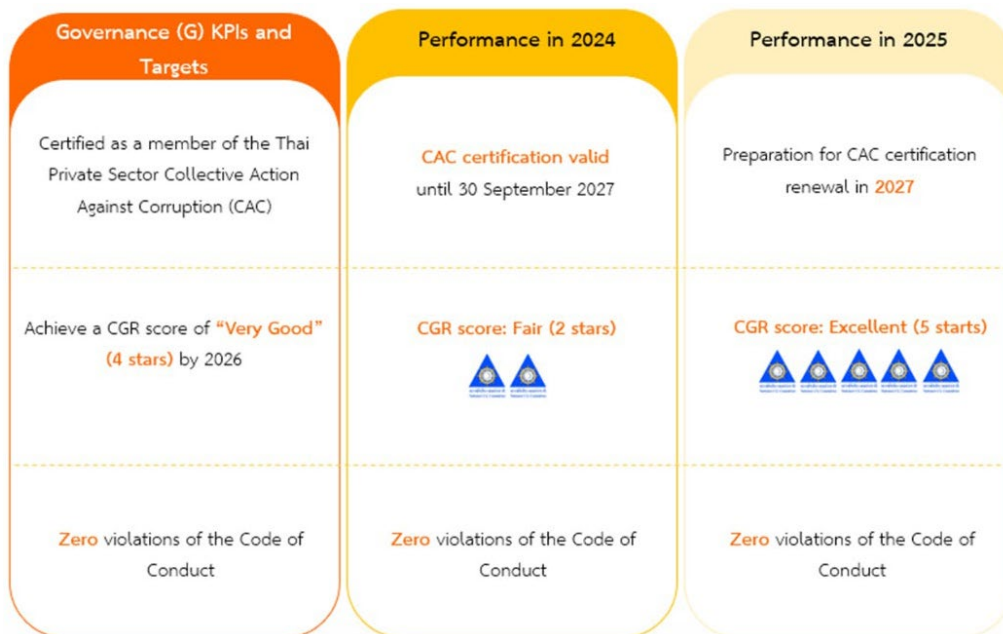 Governance (G) KPIs and
Targets
Performance in 2024
Performance in 2025
Certified as a member of the Thai
Private Sector Collective Action
Against Corruption (CAC)
CAC certification valid
until 30 September 2027
Preparation for CAC certification
renewal in 2027
Achieve a CGR score of “Very Good”
(4 stars) by 2026
CGR score: Fair (2 stars)
CGR score: Excellent (5 starts)
Zero violations of the Code of
Conduct
Zero violations of the Code of
Conduct
Zero violations of the Code of
Conduct